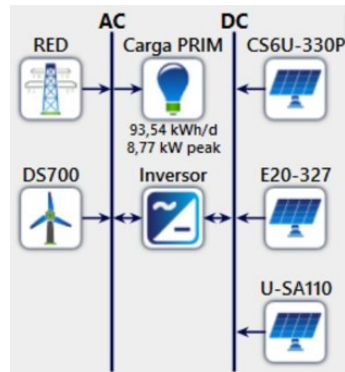 AC
DC
RED
Carga PRIM
CS6U-330P
93,54 kWh/d
8,77 kW peak
DS700
Inversor
E20-327
U-SA110